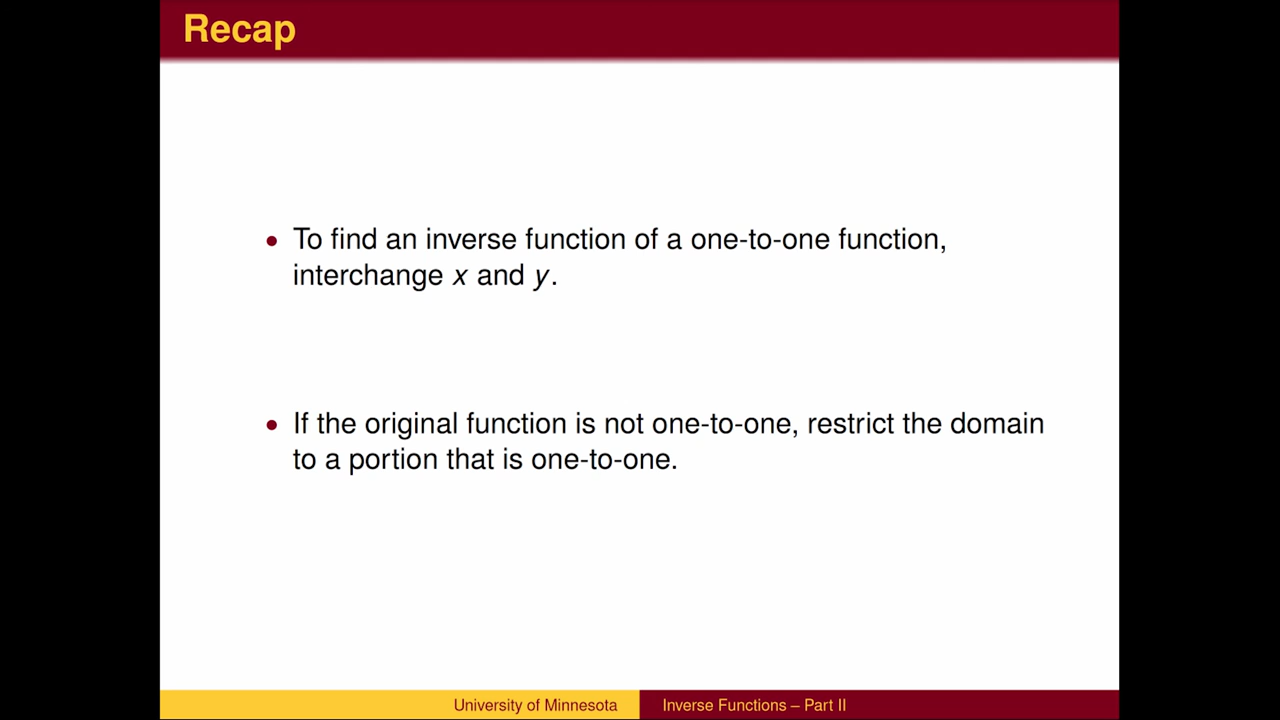 Recap
• To find an inverse function of a one-to-one function,
interchange x and y.
• If the original function is not one-to-one, restrict the domain
to a portion that is one-to-one.
University of Minnesota
Inverse Functions – Part II